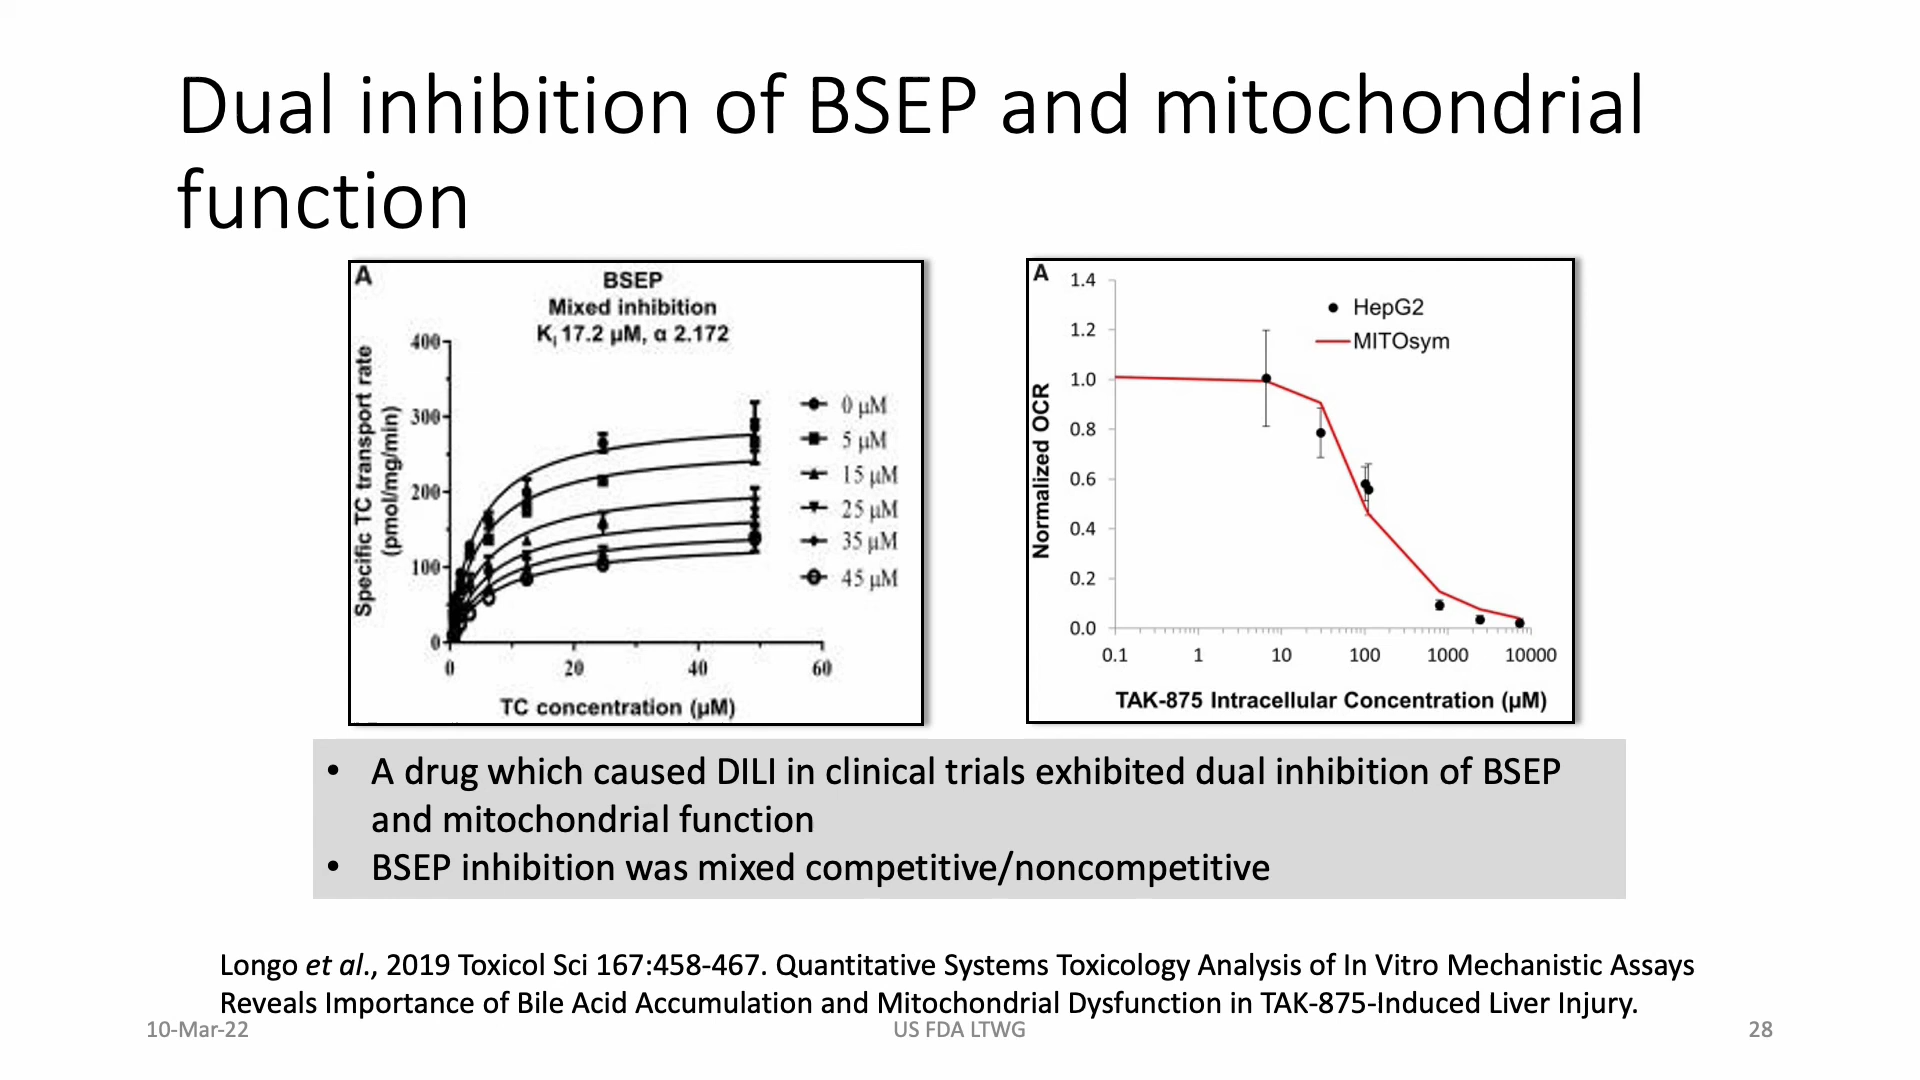 Dual inhibition of BSEP and mitochondrial
function
A
BSEP
Mixed inhibition
Kᵢ 17.2 µM, α 2.172
Specific TC transport rate
(pmol/mg/min)
400
300
200
100
0
0 20 40 60
TC concentration (µM)
0 µM
5 µM
15 µM
25 µM
35 µM
45 µM
A
HepG2
MITOsym
Normalized OCR
1.4
1.2
1.0
0.8
0.6
0.4
0.2
0.0
0.1 1 10 100 1000 10000
TAK-875 Intracellular Concentration (µM)
• A drug which caused DILI in clinical trials exhibited dual inhibition of BSEP
and mitochondrial function
• BSEP inhibition was mixed competitive/noncompetitive
Longo et al., 2019 Toxicol Sci 167:458-467. Quantitative Systems Toxicology Analysis of In Vitro Mechanistic Assays
Reveals Importance of Bile Acid Accumulation and Mitochondrial Dysfunction in TAK-875-Induced Liver Injury.
10-Mar-22
US FDA LTWG
28